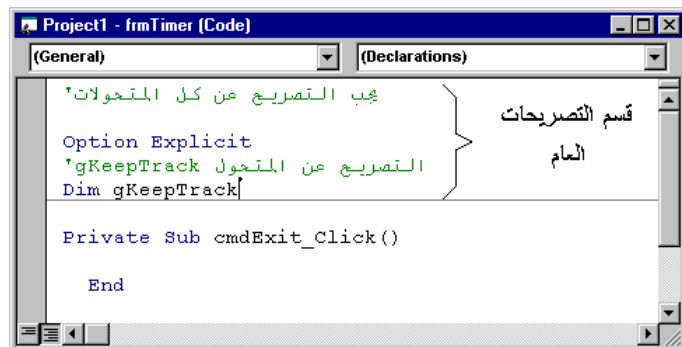 Project1 - frmTimer (Code)
(General)
(Declarations)
'يجب التصريح عن كل المتحولات
Option Explicit
'التصريح عن المتحول gKeepTrack
Dim gKeepTrack
قسم التصريحات
العام
Private Sub cmdExit_Click()
End